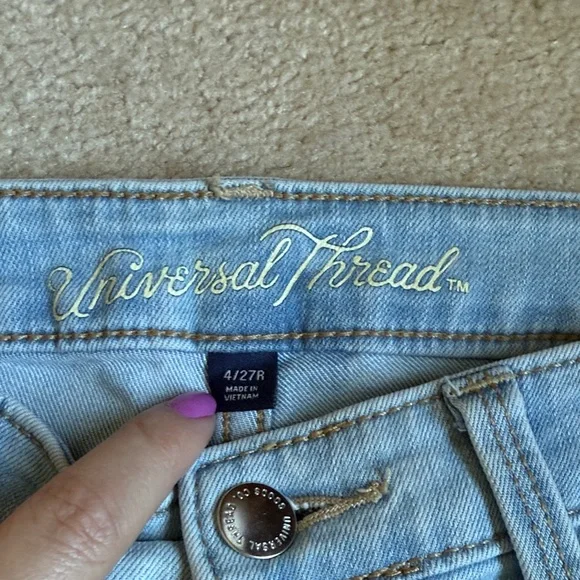 Universal Thread™
4/27R
MADE IN
VIETNAM
UNIVERSAL THREAD GOODS CO.